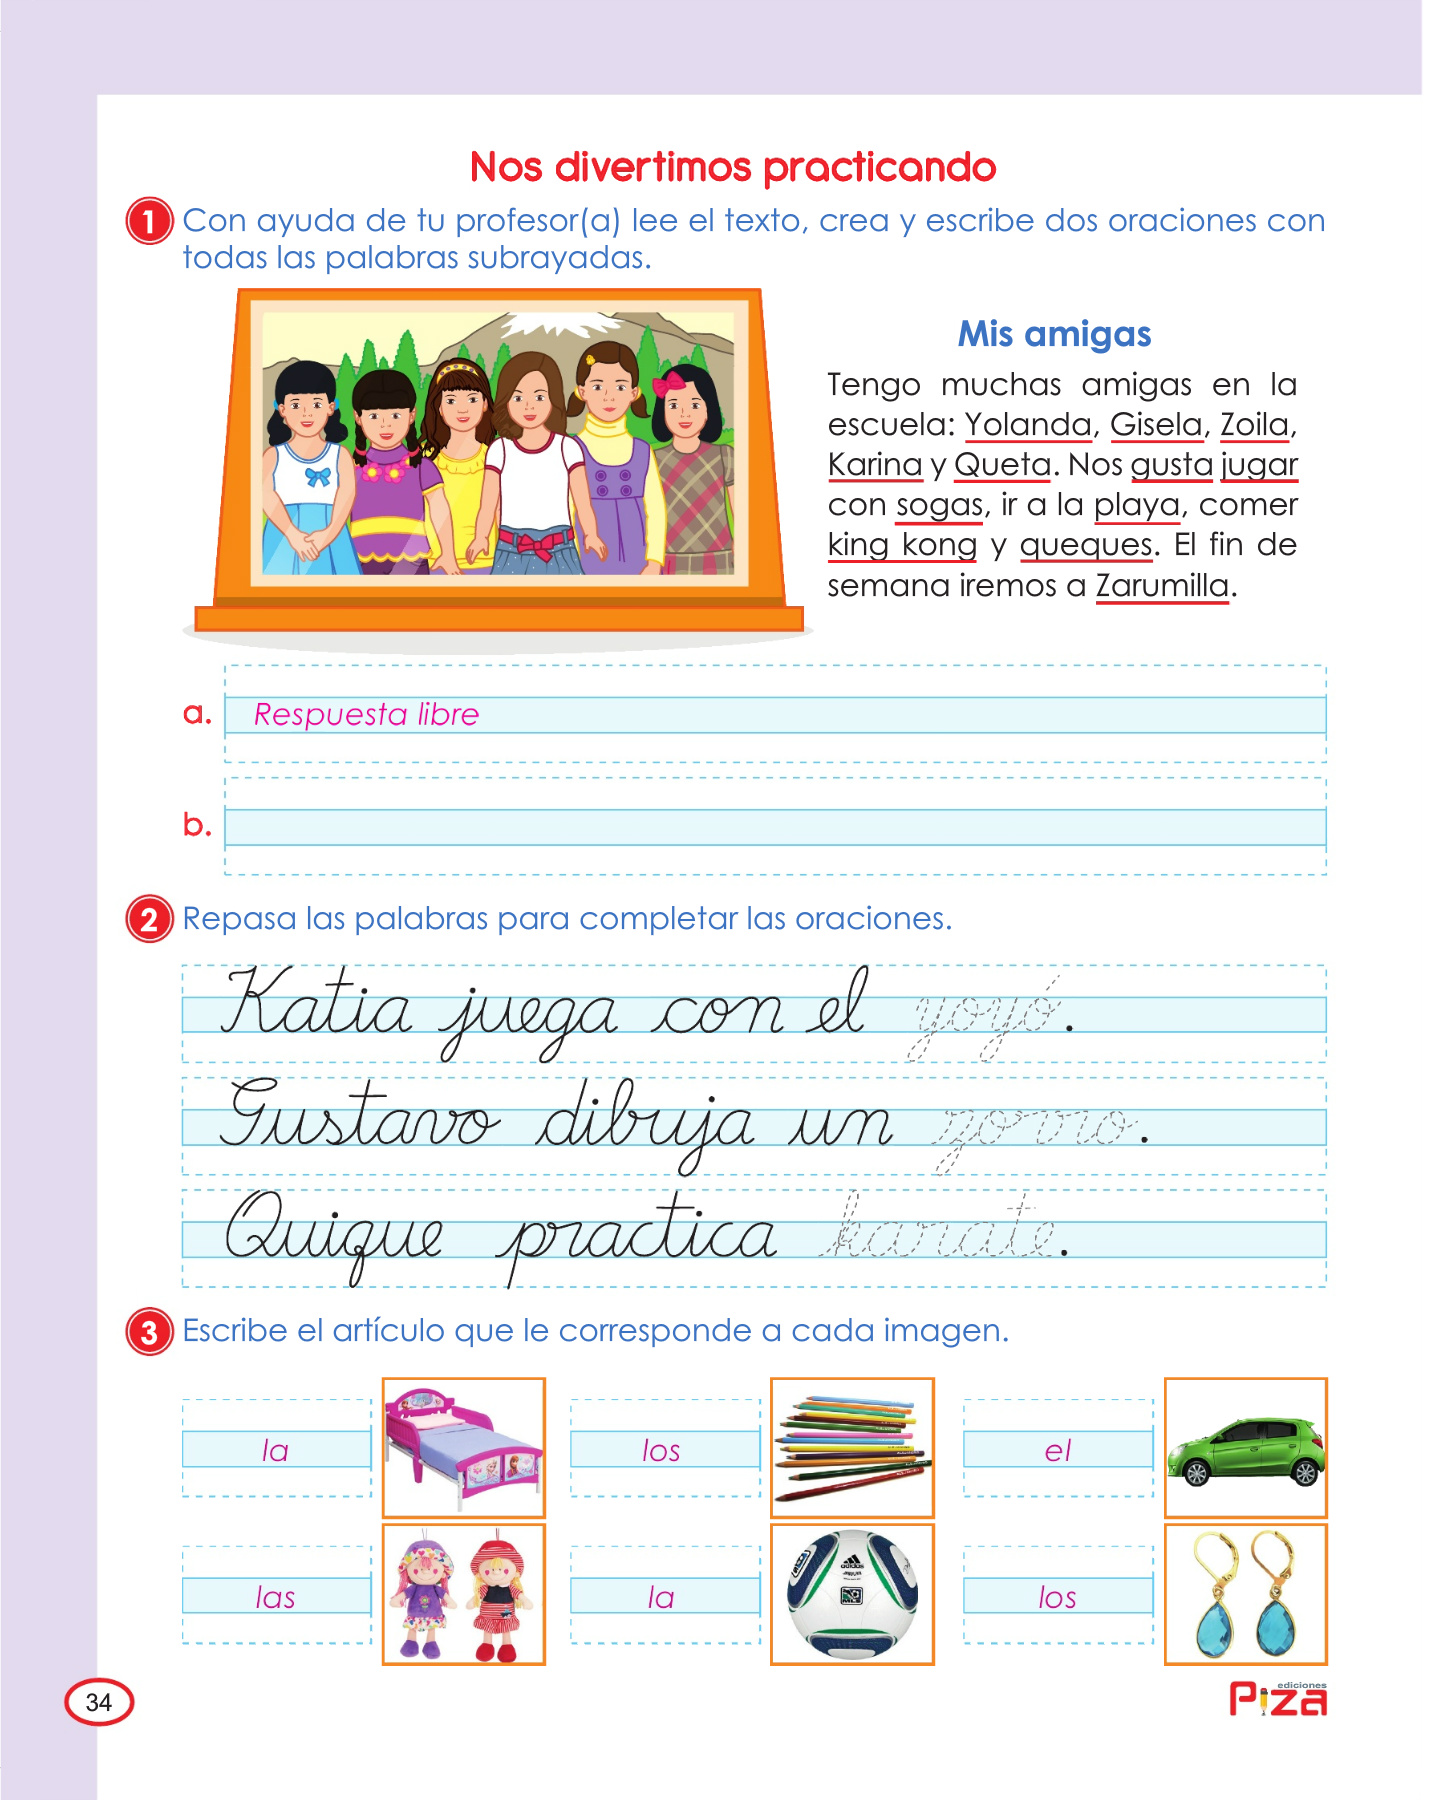 Nos divertimos practicando
1 Con ayuda de tu profesor(a) lee el texto, crea y escribe dos oraciones con
todas las palabras subrayadas.
Mis amigas
Tengo muchas amigas en la
escuela: Yolanda, Gisela, Zoila,
Karina y Queta. Nos gusta jugar
con sogas, ir a la playa, comer
king kong y queques. El fin de
semana iremos a Zarumilla.
a. Respuesta libre
b.
2 Repasa las palabras para completar las oraciones.
Katia juega con el yoyó.
Gustavo dibuja un zorro.
Quique practica karate.
3 Escribe el artículo que le corresponde a cada imagen.
la los el
las la los
adidas
MLS
34
ediciones
Piza